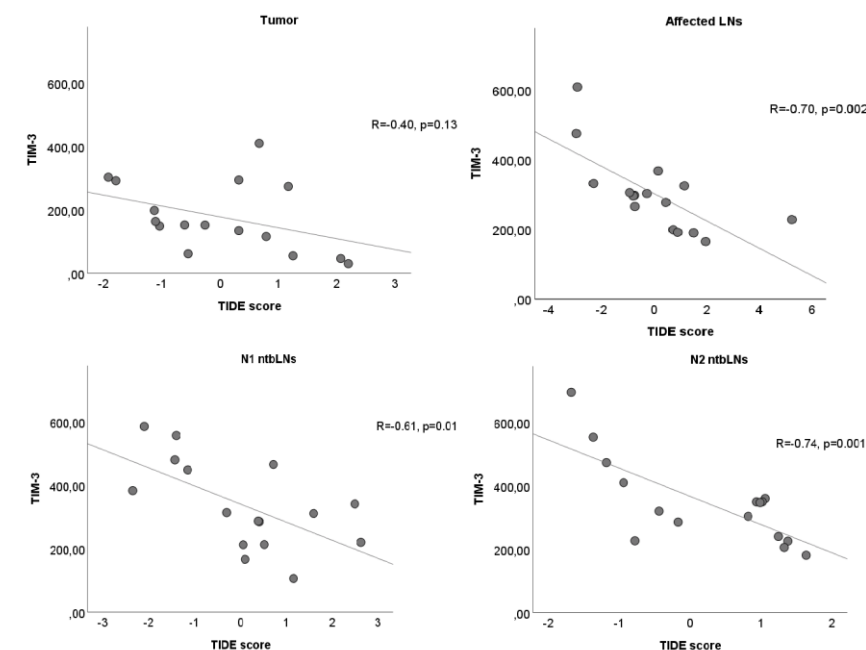 Tumor
TIM-3
600,00
400,00
200,00
,00
R=-0.40, p=0.13
-2 -1 0 1 2 3
TIDE score
Affected LNs
TIM-3
600,00
400,00
200,00
,00
R=-0.70, p=0.002
-4 -2 0 2 4 6
TIDE score
N1 ntbLNs
TIM-3
600,00
400,00
200,00
,00
R=-0.61, p=0.01
-3 -2 -1 0 1 2 3
TIDE score
N2 ntbLNs
TIM-3
600,00
400,00
200,00
,00
R=-0.74, p=0.001
-2 -1 0 1 2
TIDE score